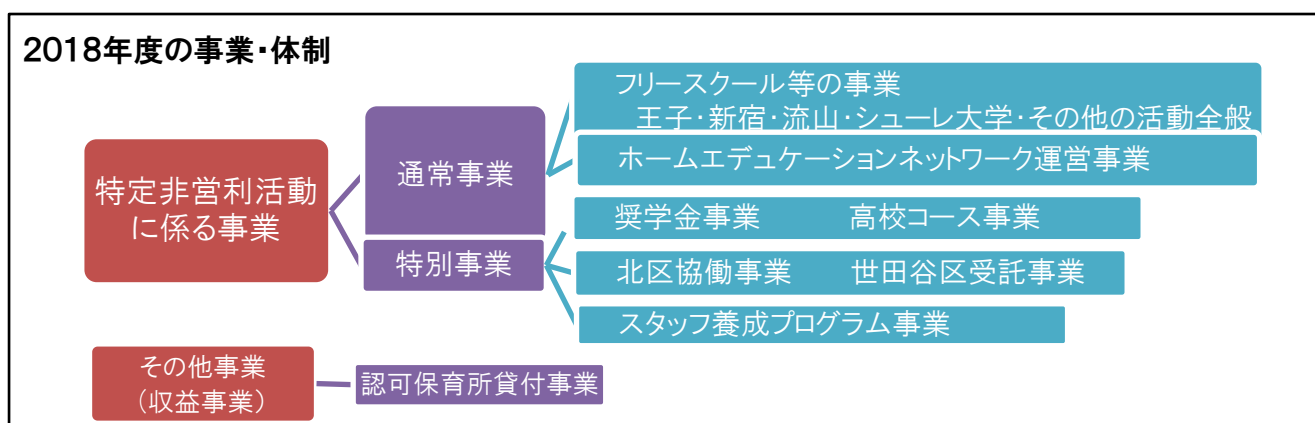 2018年度の事業・体制
特定非営利活動
に係る事業
通常事業
フリースクール等の事業
王子・新宿・流山・シューレ大学・その他の活動全般
ホームエデュケーションネットワーク運営事業
特別事業
奨学金事業 高校コース事業
北区協働事業 世田谷区受託事業
スタッフ養成プログラム事業
その他事業
（収益事業）
認可保育所貸付事業